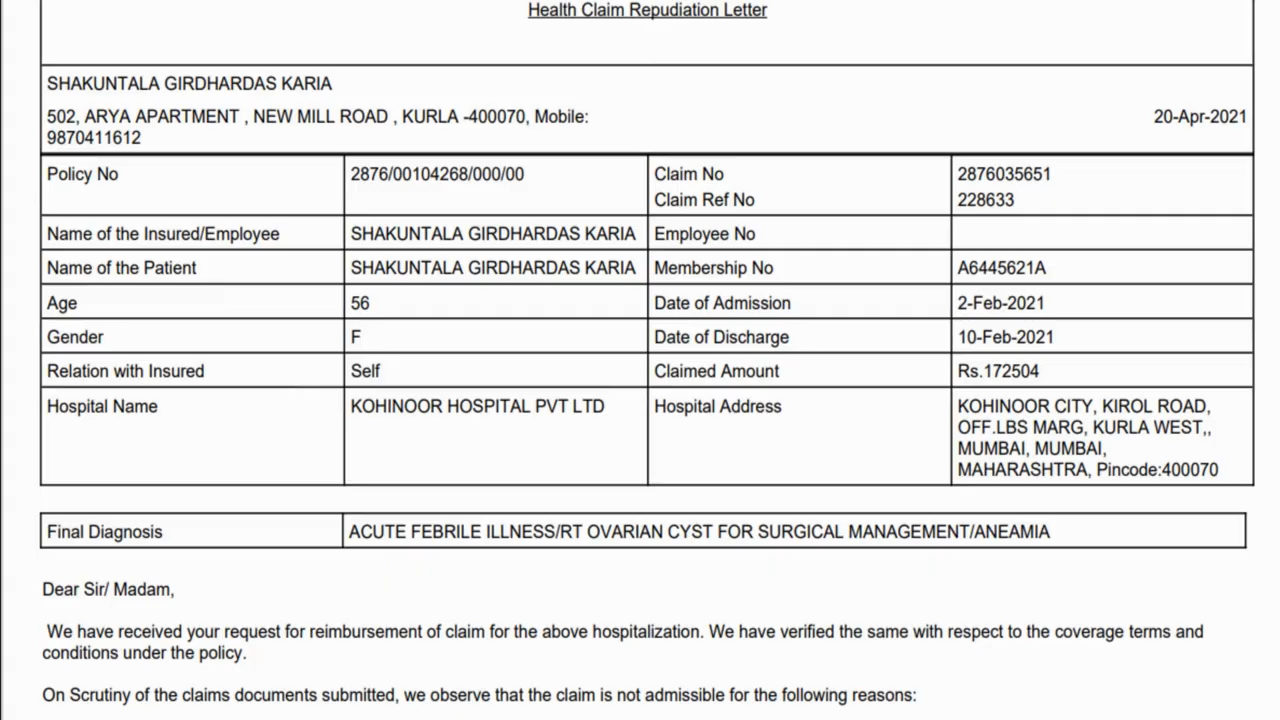 Health Claim Repudiation Letter
SHAKUNTALA GIRDHARDAS KARIA
502, ARYA APARTMENT , NEW MILL ROAD , KURLA -400070, Mobile:
9870411612
20-Apr-2021
Policy No 2876/00104268/000/00 Claim No 2876035651
Claim Ref No 228633
Name of the Insured/Employee SHAKUNTALA GIRDHARDAS KARIA Employee No
Name of the Patient SHAKUNTALA GIRDHARDAS KARIA Membership No A6445621A
Age 56 Date of Admission 2-Feb-2021
Gender F Date of Discharge 10-Feb-2021
Relation with Insured Self Claimed Amount Rs.172504
Hospital Name KOHINOOR HOSPITAL PVT LTD Hospital Address KOHINOOR CITY, KIROL ROAD,
OFF.LBS MARG, KURLA WEST,,
MUMBAI, MUMBAI,
MAHARASHTRA, Pincode:400070
Final Diagnosis ACUTE FEBRILE ILLNESS/RT OVARIAN CYST FOR SURGICAL MANAGEMENT/ANEAMIA
Dear Sir/ Madam,
We have received your request for reimbursement of claim for the above hospitalization. We have verified the same with respect to the coverage terms and
conditions under the policy.
On Scrutiny of the claims documents submitted, we observe that the claim is not admissible for the following reasons: